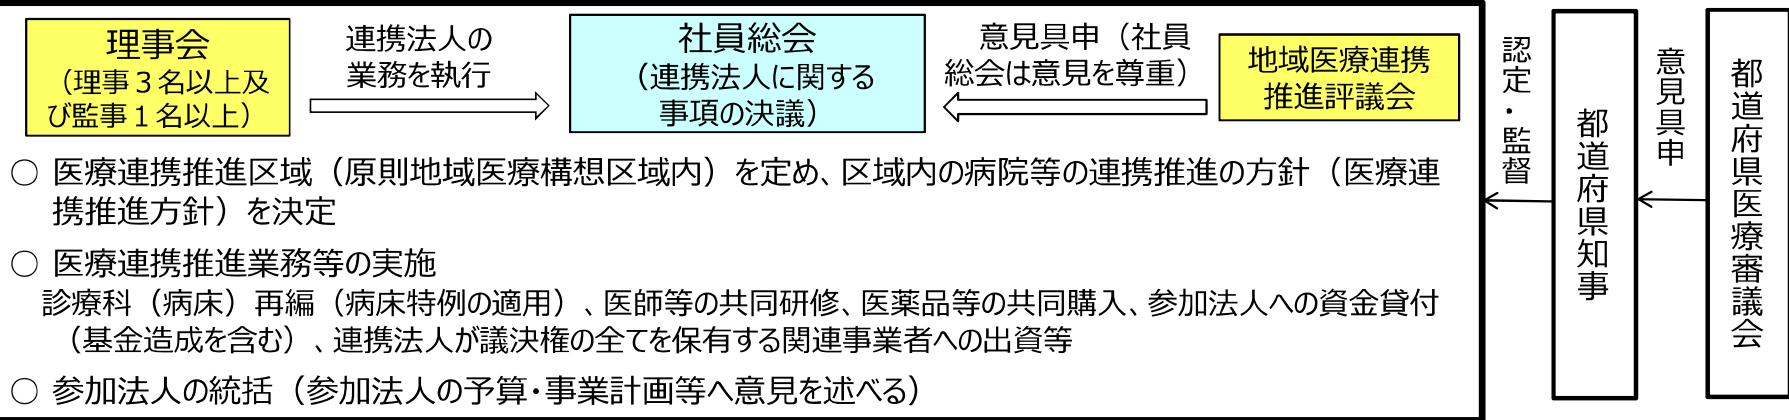 理事会
（理事３名以上及
び監事１名以上）
連携法人の
業務を執行
社員総会
（連携法人に関する
事項の決議）
意見具申（社員
総会は意見を尊重）
地域医療連携
推進評議会
○ 医療連携推進区域（原則地域医療構想区域内）を定め、区域内の病院等の連携推進の方針（医療連
携推進方針）を決定
○ 医療連携推進業務等の実施
診療科（病床）再編（病床特例の適用）、医師等の共同研修、医薬品等の共同購入、参加法人への資金貸付
（基金造成を含む）、連携法人が議決権の全てを保有する関連事業者への出資等
○ 参加法人の統括（参加法人の予算・事業計画等へ意見を述べる）
認定・監督
都道府県知事
意見具申
都道府県医療審議会